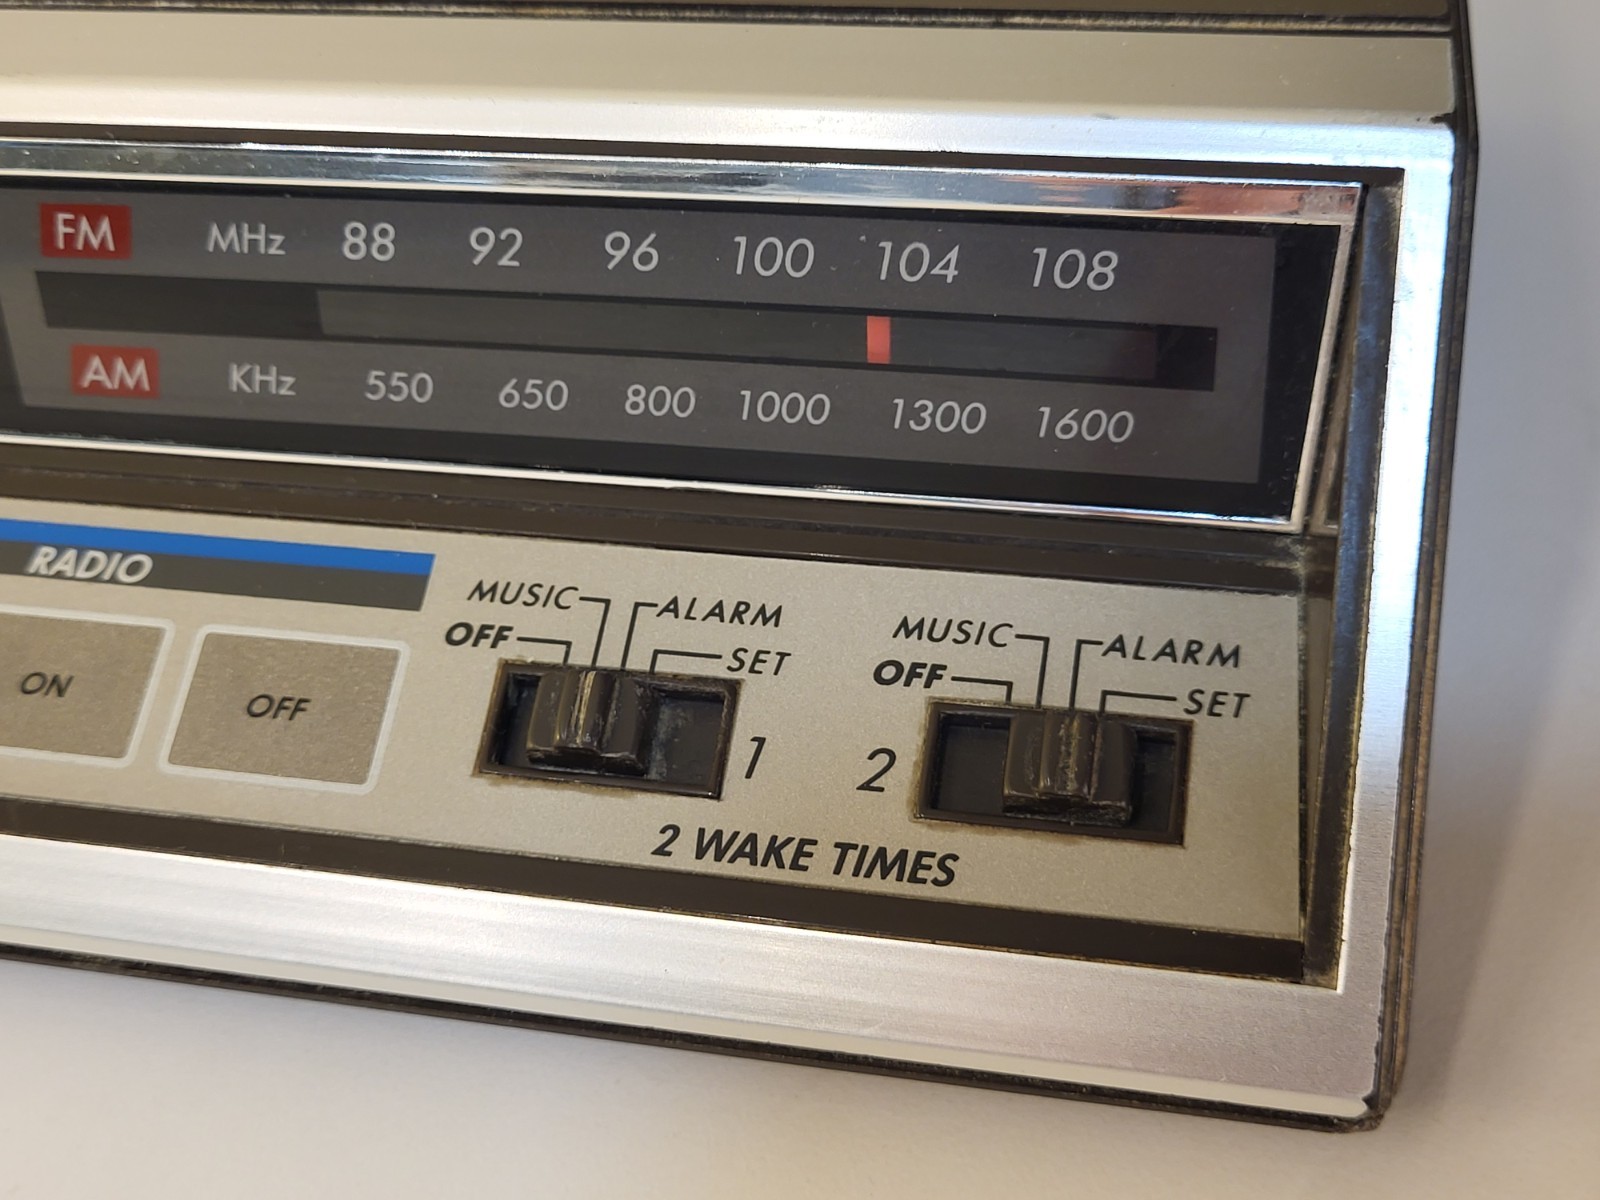 FM MHz 88 92 96 100 104 108
AM KHz 550 650 800 1000 1300 1600
RADIO
ON
OFF
MUSIC ALARM
OFF SET
1
MUSIC ALARM
OFF SET
2
2 WAKE TIMES